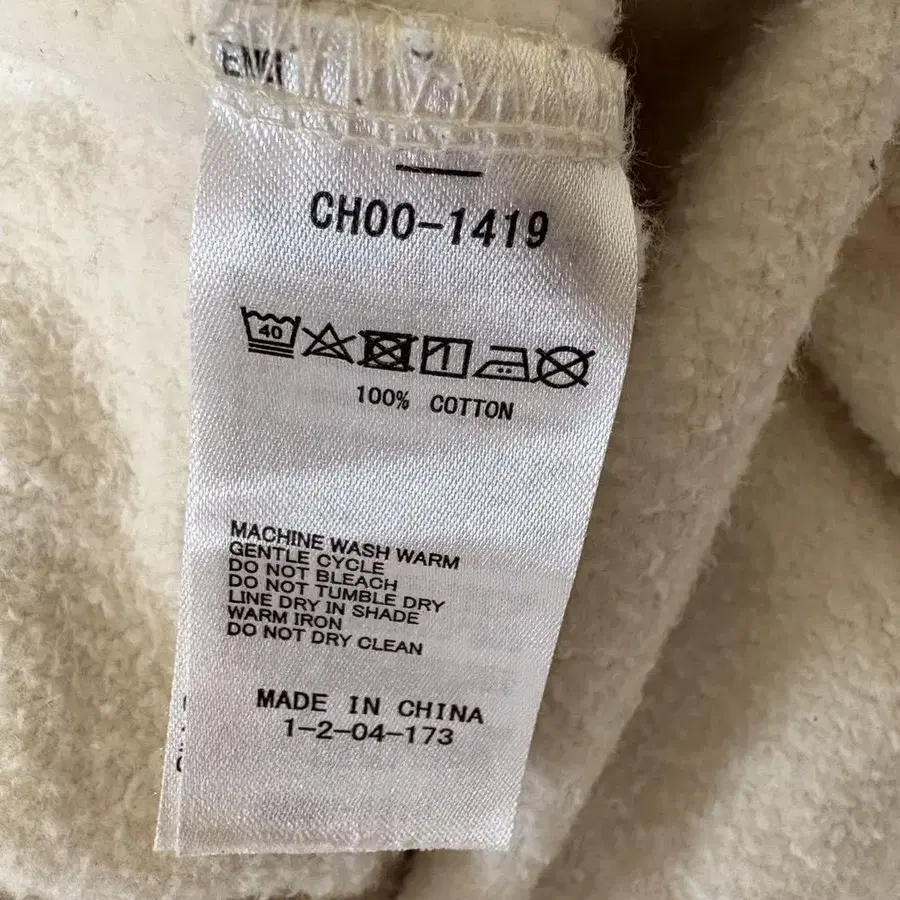 CH00-1419
40
100% COTTON
MACHINE WASH WARM
GENTLE CYCLE
DO NOT BLEACH
DO NOT TUMBLE DRY
LINE DRY IN SHADE
WARM IRON
DO NOT DRY CLEAN
MADE IN CHINA
1-2-04-173